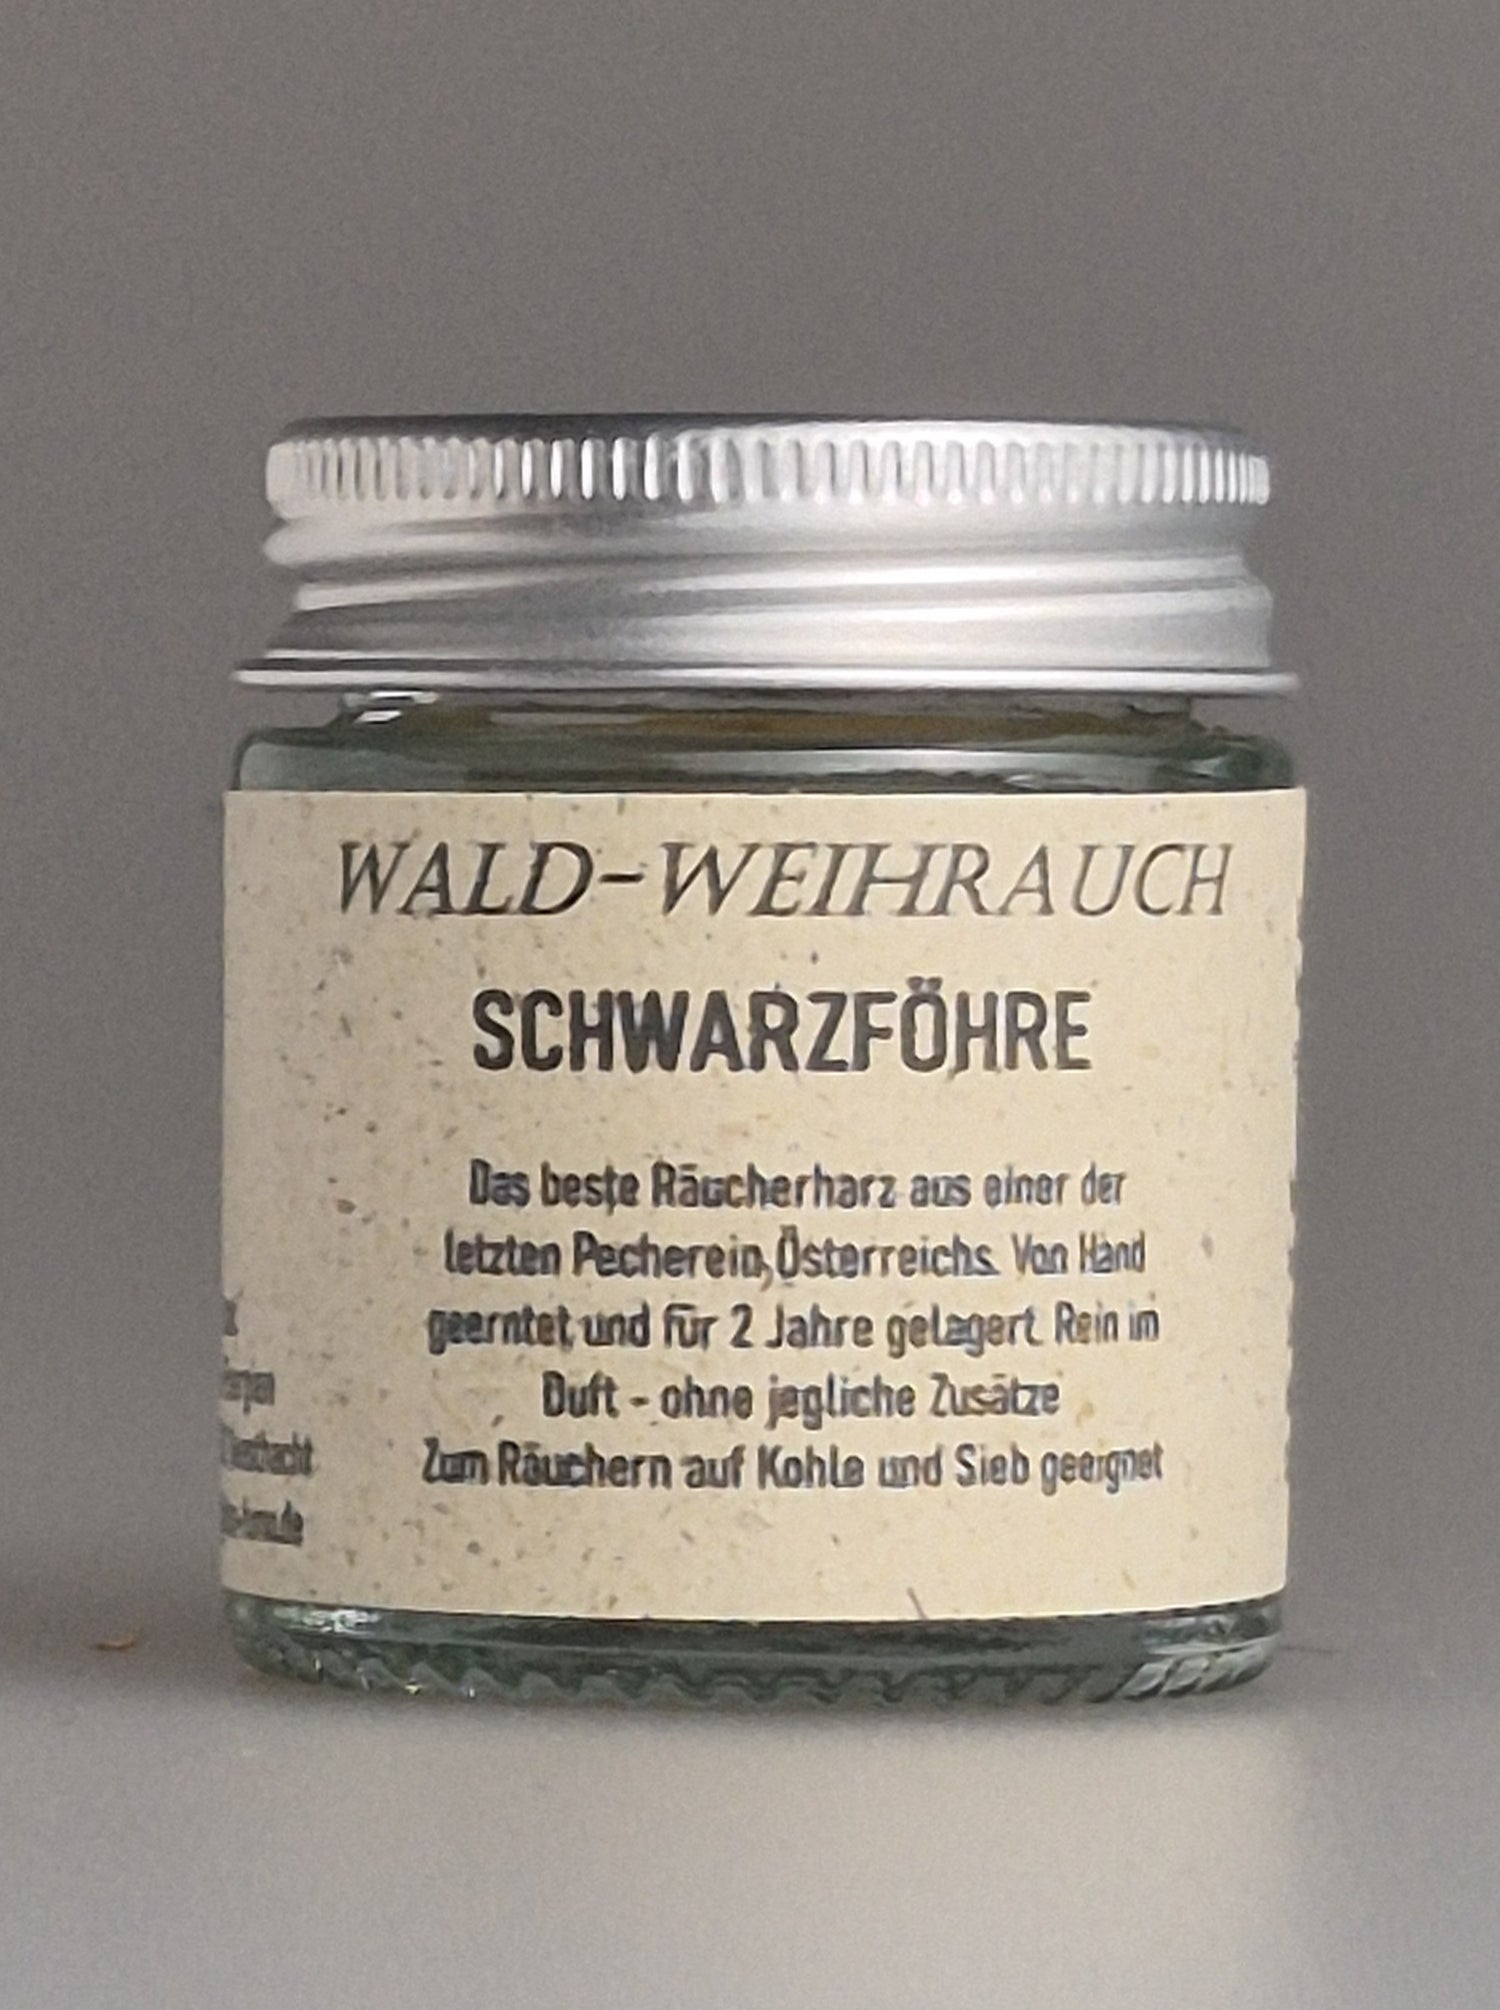 WALD-WEIHRAUCH
SCHWARZFÖHRE
Das beste Räucherharz aus einer der
letzten Pecherein Österreichs. Von Hand
geerntet und für 2 Jahre gelagert. Rein im
Duft - ohne jegliche Zusätze
Zum Räuchern auf Kohle und Sieb geeignet